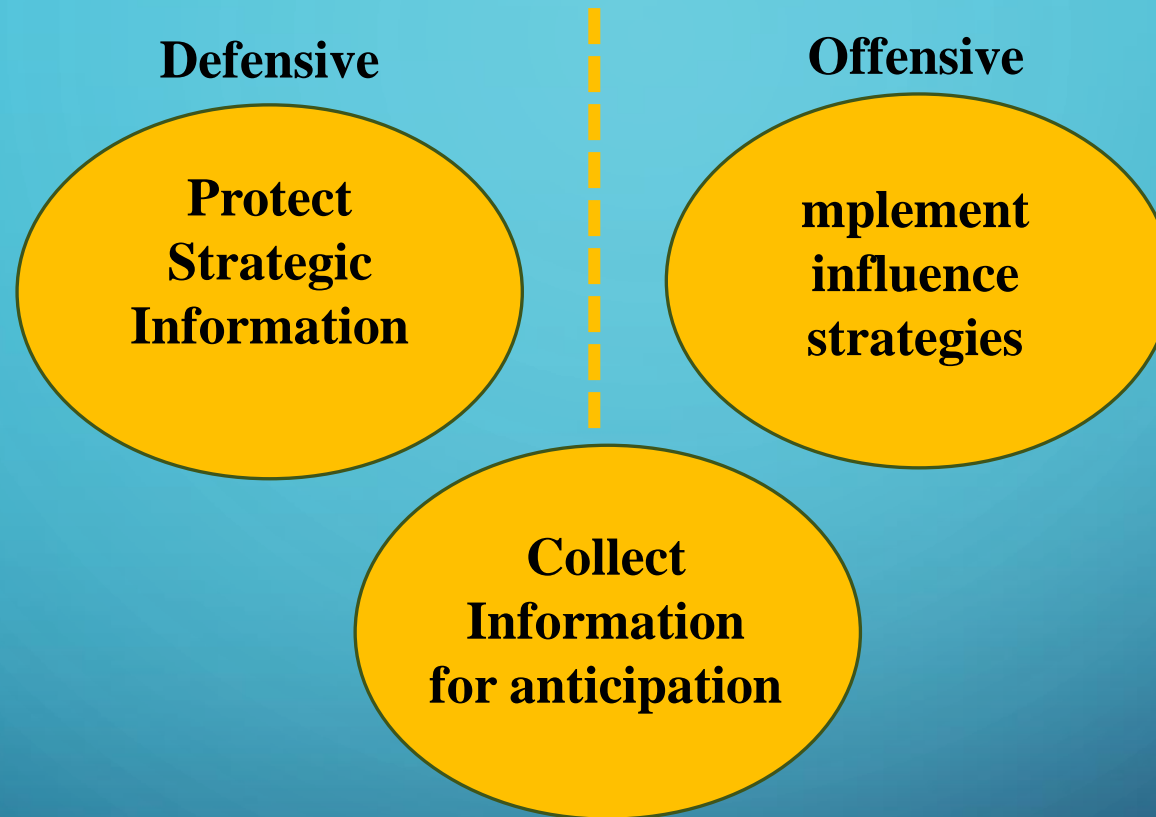 Defensive
Offensive
Protect
Strategic
Information
mplement
influence
strategies
Collect
Information
for anticipation